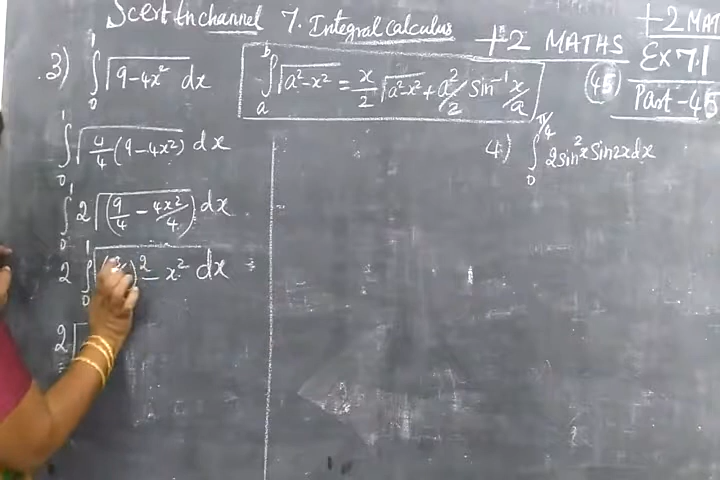 Scert tn channel 7. Integral calculus
+2 MATHS
+2 MAT
Ex 7.1
(45) Part-45
3) ∫₀¹ √(9-4x²) dx
∫ₐᵇ √(a²-x²) = x/2 √(a²-x²) + a²/2 sin⁻¹ x/a
∫₀¹ √(4/4 (9-4x²)) dx
∫₀¹ 2√(9/4 - 4x²/4) dx
2 ∫₀¹ √(( )² - x²) dx
2√
4) ∫₀^(π/4) 2sin²x sin2x dx